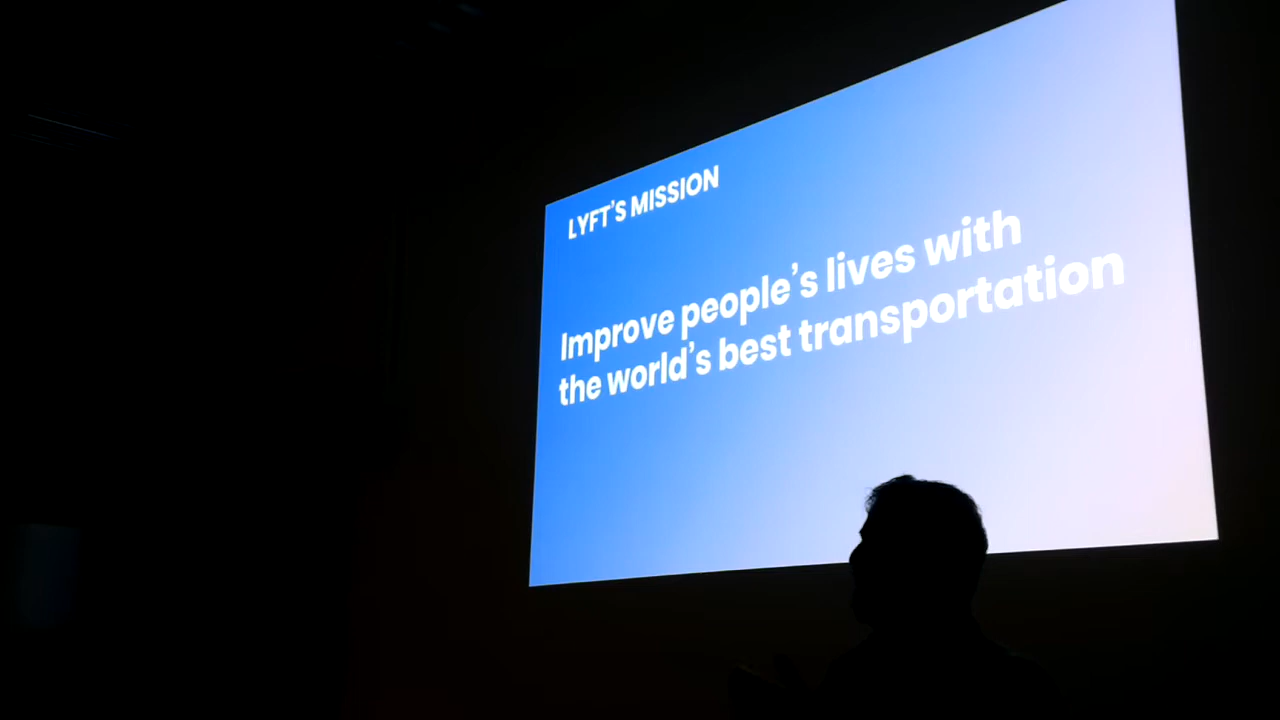 LYFT’S MISSION
Improve people’s lives with
the world’s best transportation